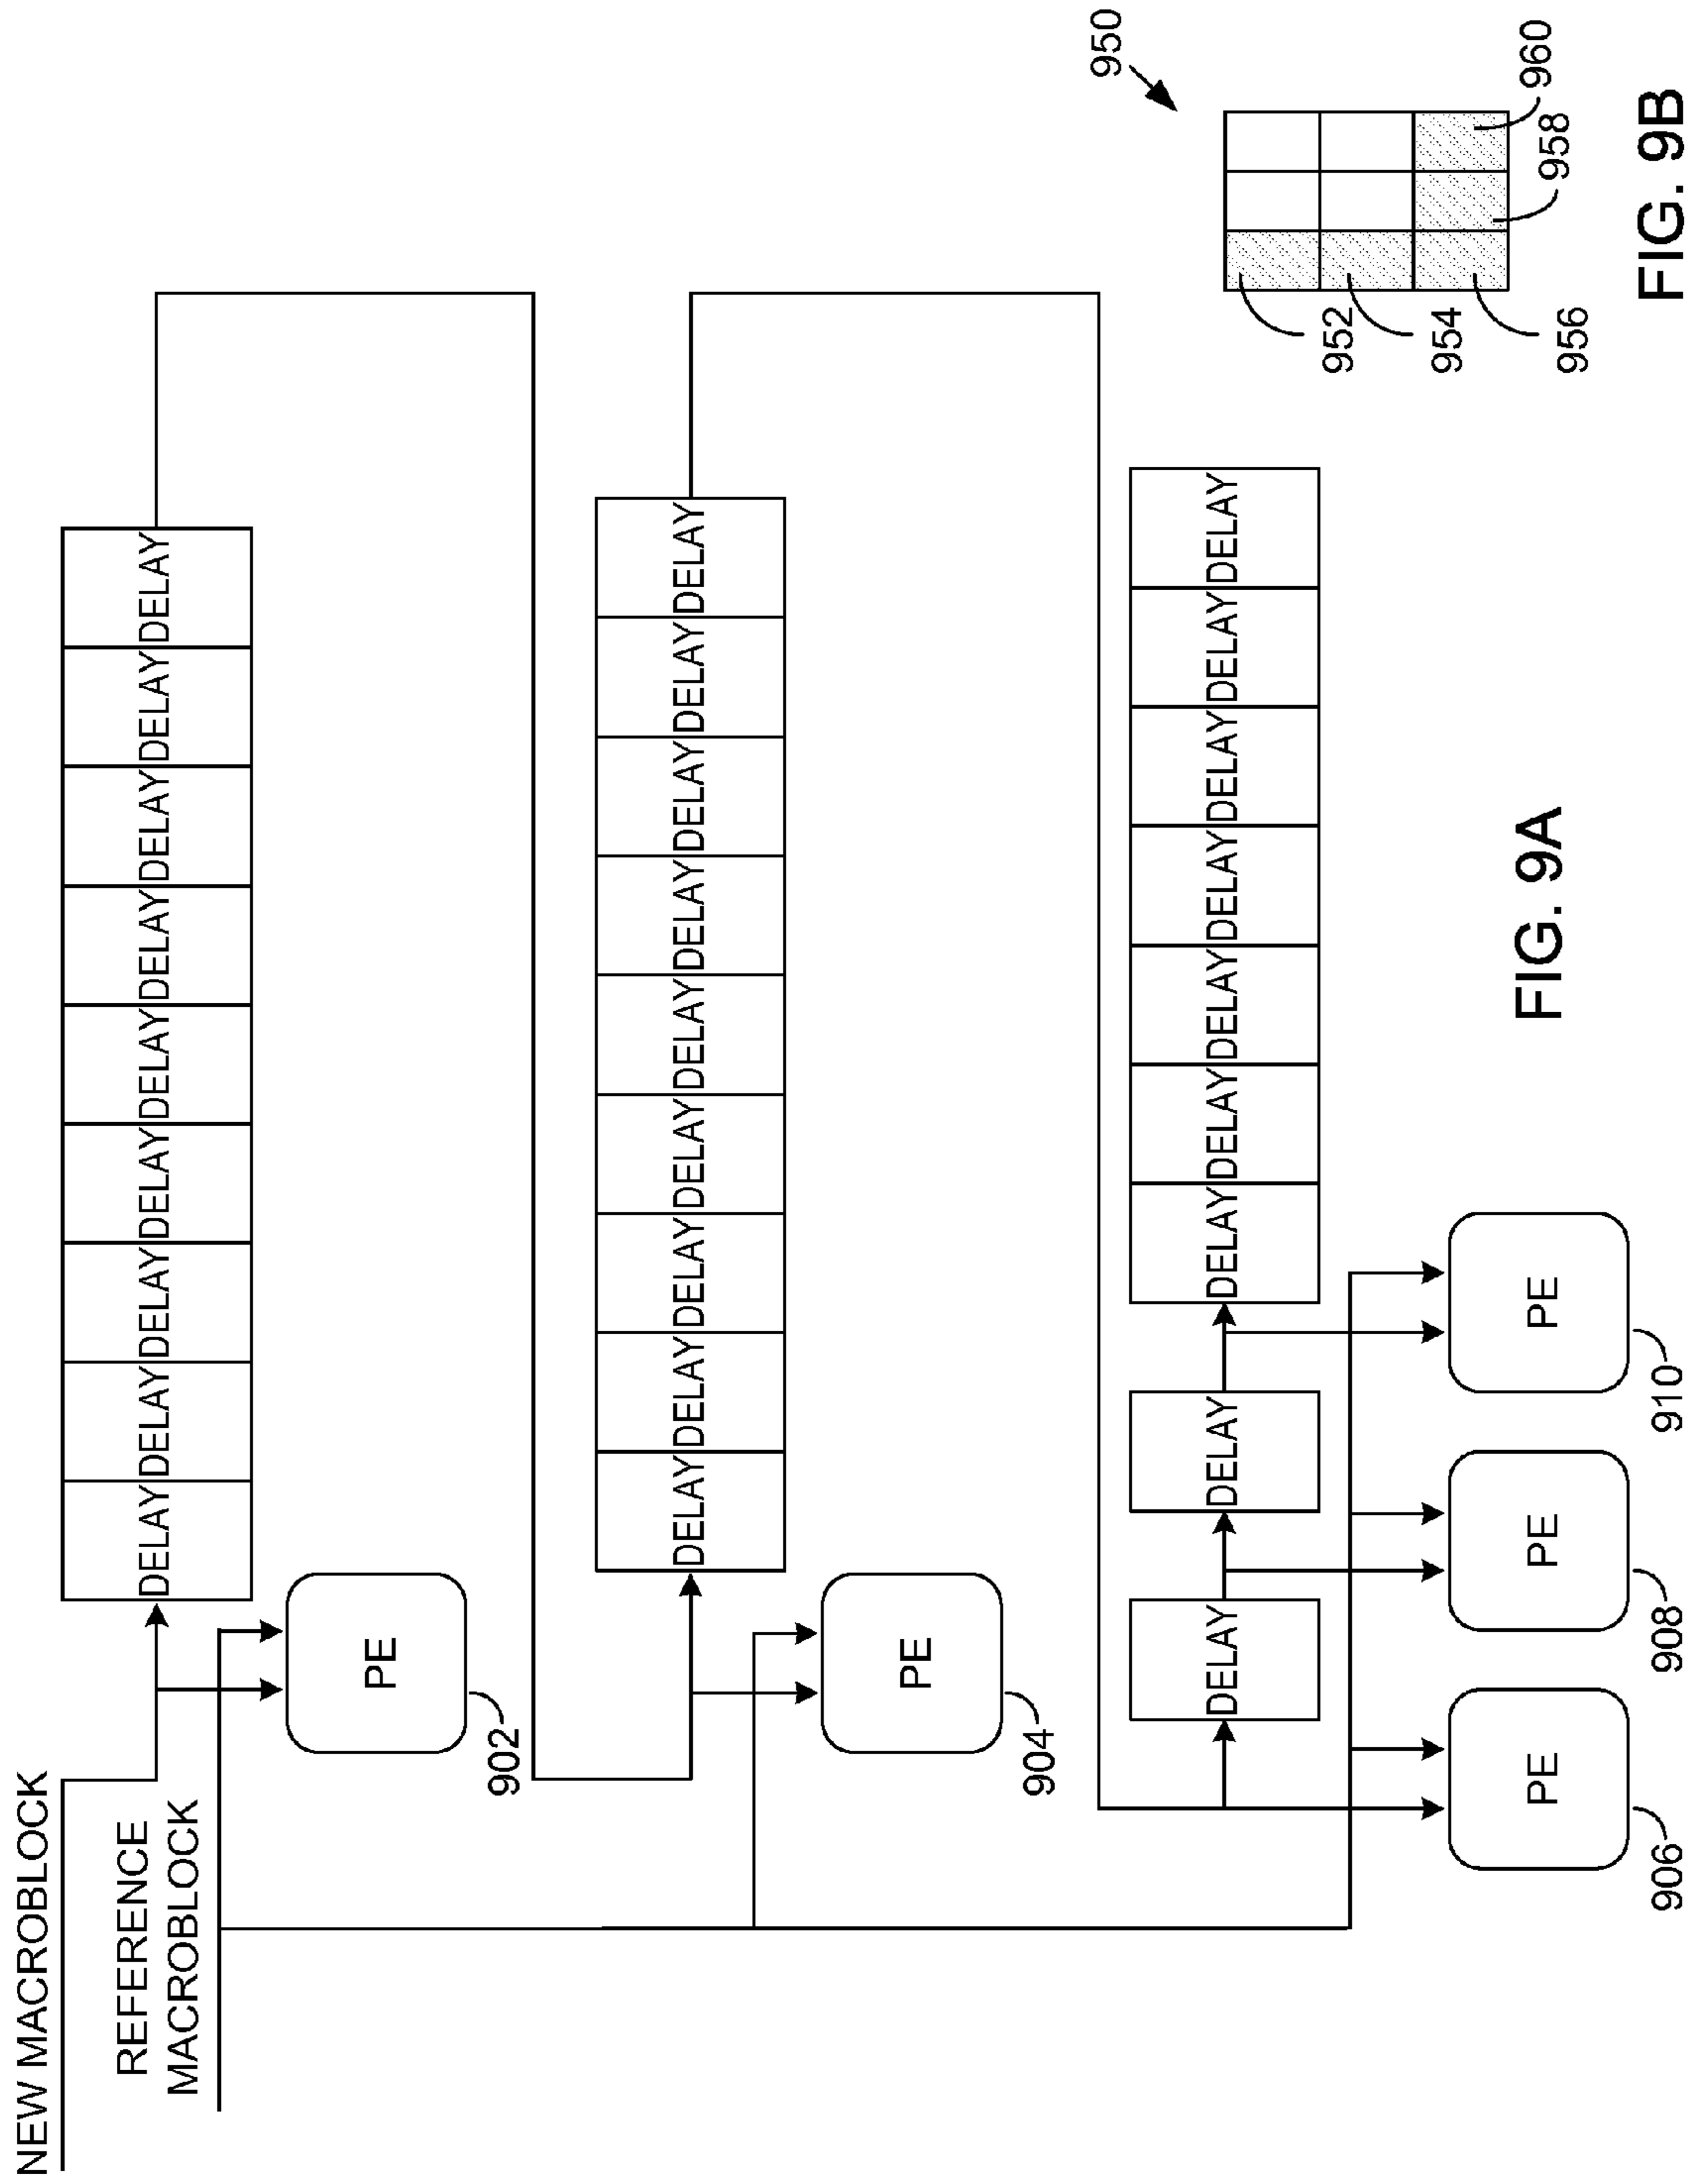 NEW MACROBLOCK
REFERENCE
MACROBLOCK
DELAY DELAY DELAY DELAY DELAY DELAY DELAY DELAY DELAY
PE
902
DELAY DELAY DELAY DELAY DELAY DELAY DELAY DELAY DELAY
PE
904
DELAY DELAY DELAY DELAY DELAY DELAY DELAY DELAY DELAY
PE PE PE
906 908 910
FIG. 9A
950
952
954
956
958
960
FIG. 9B